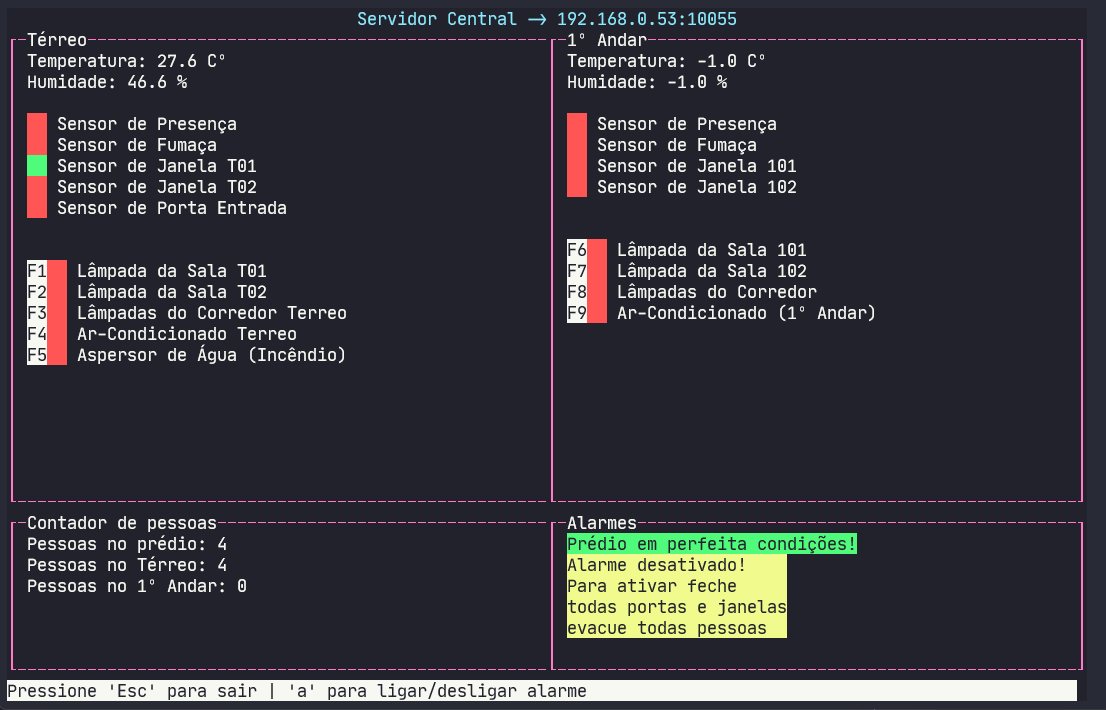 Servidor Central -> 192.168.0.53:10055
Térreo
Temperatura: 27.6 C°
Humidade: 46.6 %
Sensor de Presença
Sensor de Fumaça
Sensor de Janela T01
Sensor de Janela T02
Sensor de Porta Entrada
F1 Lâmpada da Sala T01
F2 Lâmpada da Sala T02
F3 Lâmpadas do Corredor Terreo
F4 Ar-Condicionado Terreo
F5 Aspersor de Água (Incêndio)
1° Andar
Temperatura: -1.0 C°
Humidade: -1.0 %
Sensor de Presença
Sensor de Fumaça
Sensor de Janela 101
Sensor de Janela 102
F6 Lâmpada da Sala 101
F7 Lâmpada da Sala 102
F8 Lâmpadas do Corredor
F9 Ar-Condicionado (1° Andar)
Contador de pessoas
Pessoas no prédio: 4
Pessoas no Térreo: 4
Pessoas no 1° Andar: 0
Alarmes
Prédio em perfeita condições!
Alarme desativado!
Para ativar feche
todas portas e janelas
evacue todas pessoas
Pressione 'Esc' para sair | 'a' para ligar/desligar alarme